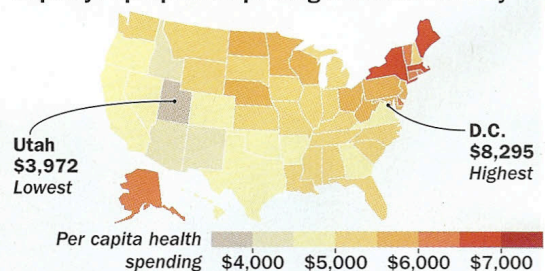 Utah
$3,972
Lowest
D.C.
$8,295
Highest
Per capita health
spending
$4,000 $5,000 $6,000 $7,000